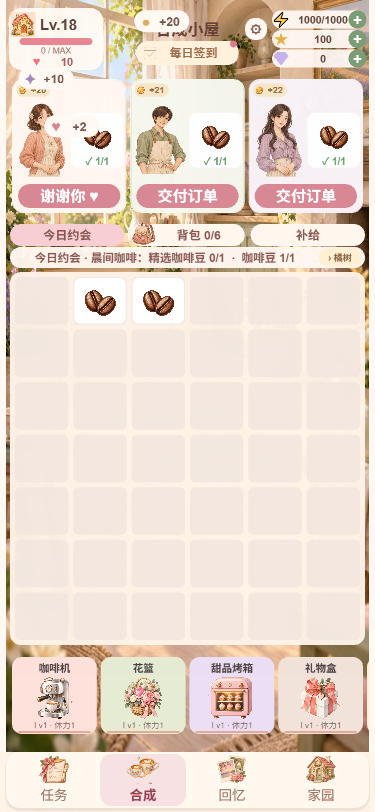 Lv.18
0 / MAX
10
+10
+20
小屋
每日签到
1000/1000
100
0
+20
+2
✓ 1/1
谢谢你 ♥
+21
✓ 1/1
交付订单
+22
✓ 1/1
交付订单
今日约会
背包 0/6
补给
今日约会 · 晨间咖啡：精选咖啡豆 0/1 · 咖啡豆 1/1
› 橘树
咖啡机
lv1 · 体力1
花篮
lv1 · 体力1
甜品烤箱
lv1 · 体力1
礼物盒
lv1 · 体力1
任务
合成
回忆
家园